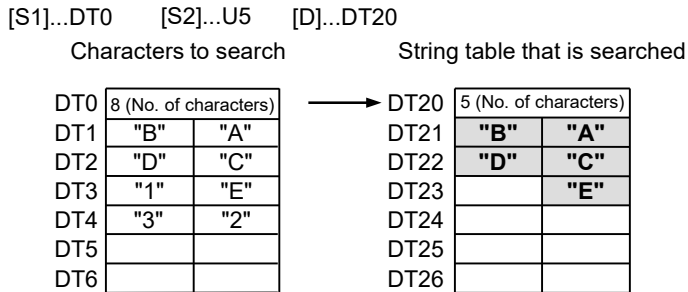 [S1]...DT0 [S2]...U5 [D]...DT20
Characters to search String table that is searched
DT0 8 (No. of characters) DT20 5 (No. of characters)
DT1 "B" "A" DT21 "B" "A"
DT2 "D" "C" DT22 "D" "C"
DT3 "1" "E" DT23 "E"
DT4 "3" "2" DT24
DT5 DT25
DT6 DT26